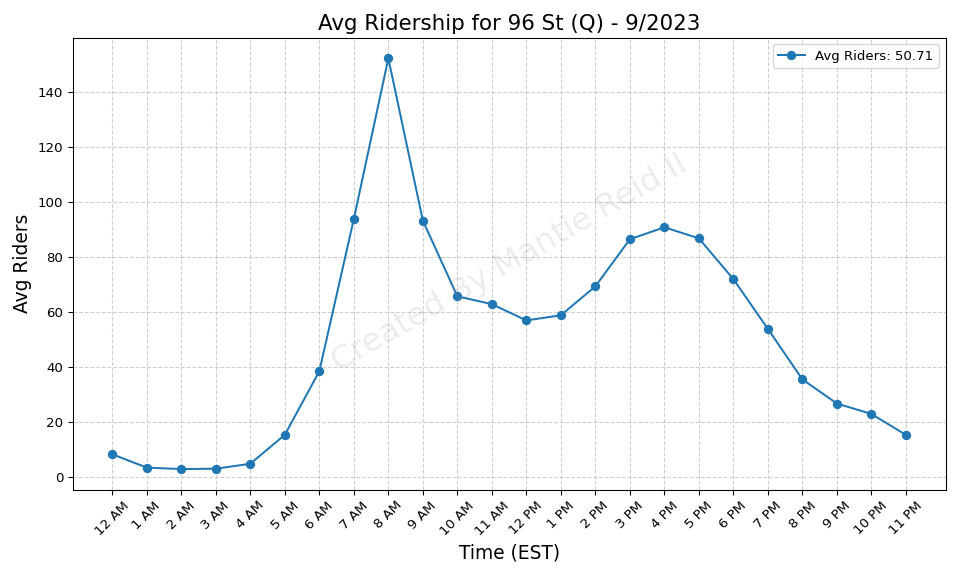 Avg Ridership for 96 St (Q) - 9/2023
Avg Riders: 50.71
Avg Riders
140
120
100
80
60
40
20
0
Created By Mantie Reid II
12 AM
1 AM
2 AM
3 AM
4 AM
5 AM
6 AM
7 AM
8 AM
9 AM
10 AM
11 AM
12 PM
1 PM
2 PM
3 PM
4 PM
5 PM
6 PM
7 PM
8 PM
9 PM
10 PM
11 PM
Time (EST)